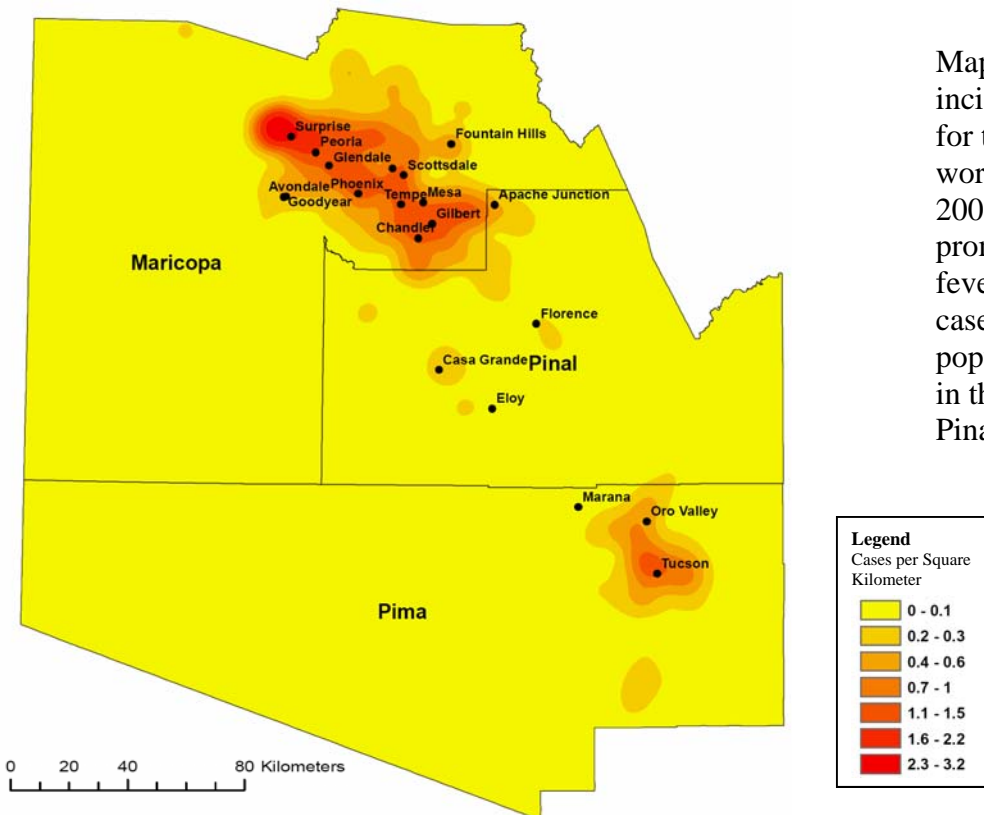 Surprise
Peoria
Glendale
Fountain Hills
Scottsdale
Avondale
Goodyear
Phoenix
Tempe
Mesa
Apache Junction
Gilbert
Chandler
Maricopa
Florence
Casa Grande
Pinal
Eloy
Marana
Oro Valley
Tucson
Pima
0 20 40 80 Kilometers
Map
inci
for t
wor
200
pror
feve
case
pop
in th
Pina
Legend
Cases per Square
Kilometer
0 - 0.1
0.2 - 0.3
0.4 - 0.6
0.7 - 1
1.1 - 1.5
1.6 - 2.2
2.3 - 3.2